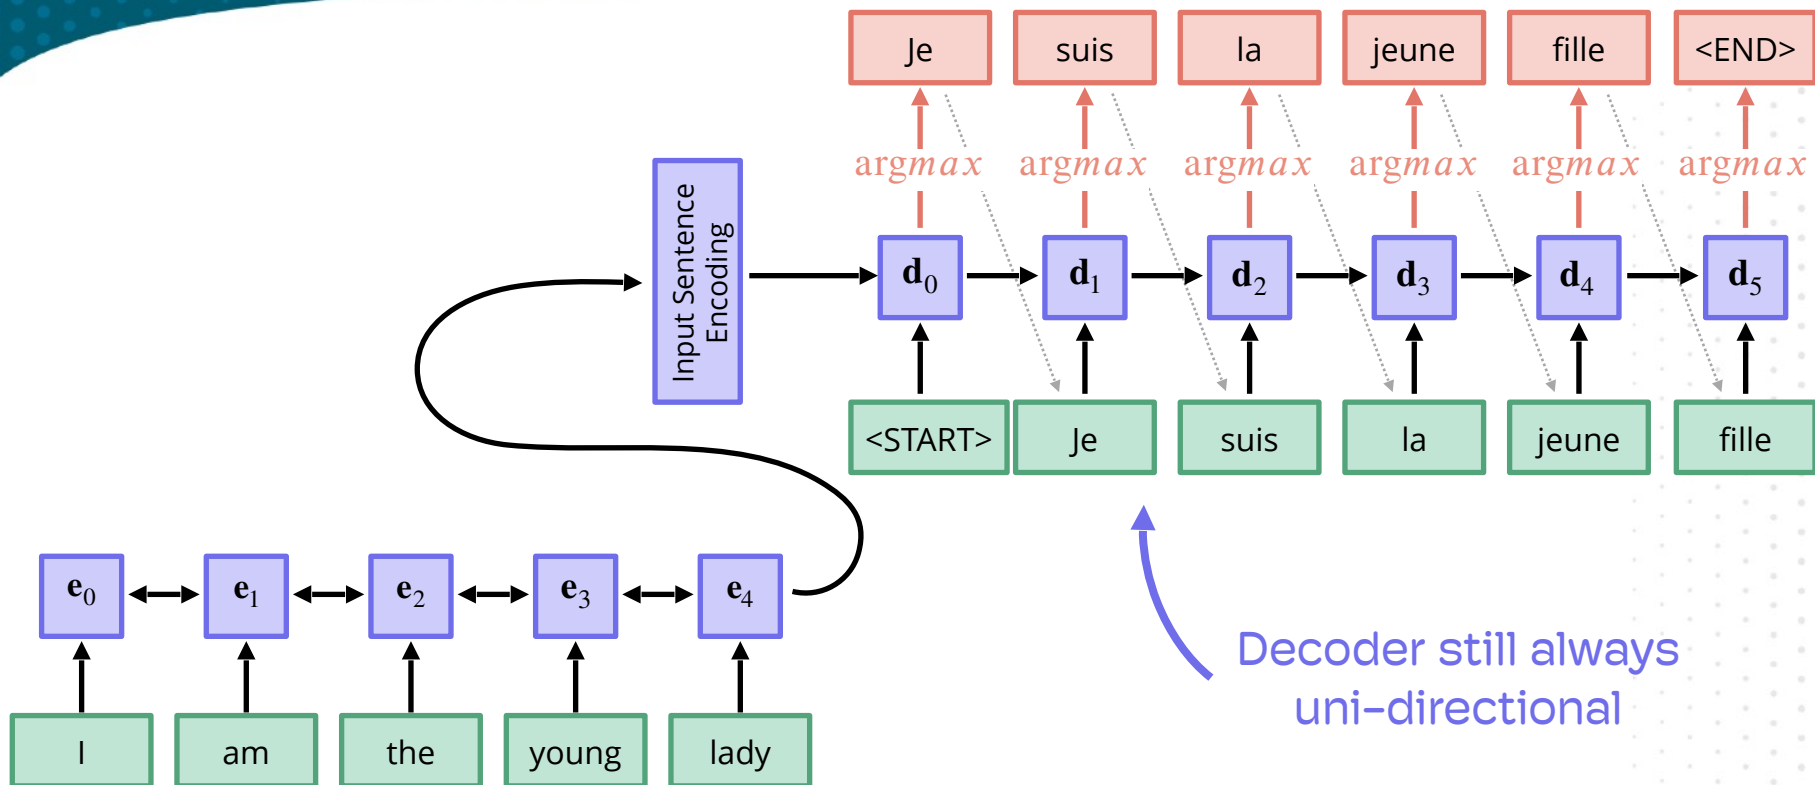 Je suis la jeune fille <END>
argmax argmax argmax argmax argmax argmax
Input Sentence
Encoding
d0 d1 d2 d3 d4 d5
<START> Je suis la jeune fille
e0 e1 e2 e3 e4
Decoder still always
uni-directional
I am the young lady